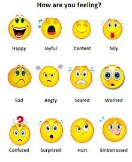 How are you feeling?
Happy Joyful Content Silly
Sad Angry Scared Worried
Confused Surprised Hurt Embarrassed